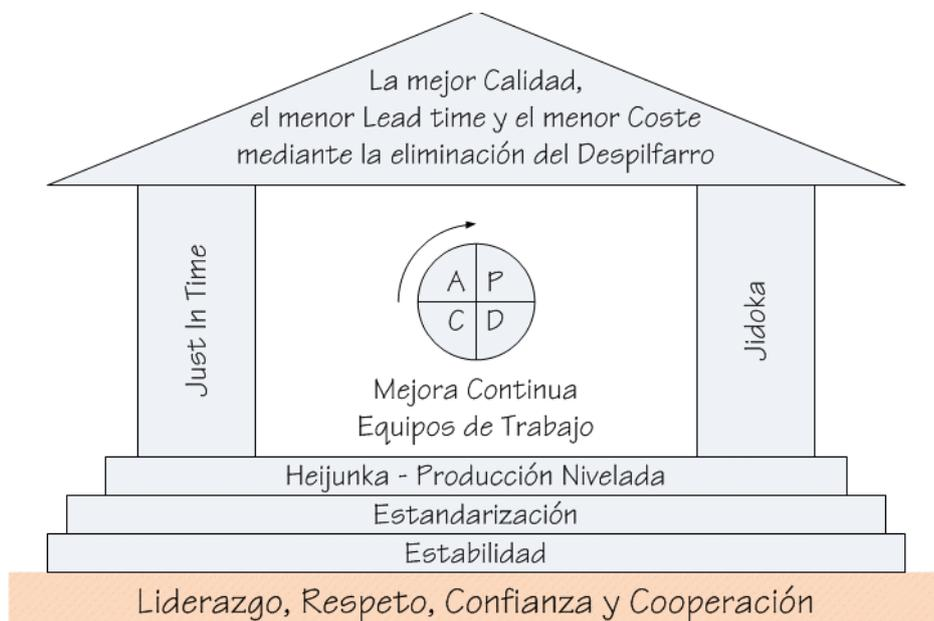 La mejor Calidad,
el menor Lead time y el menor Coste
mediante la eliminación del Despilfarro
Just In Time
A P
C D
Mejora Continua
Equipos de Trabajo
Jidoka
Heijunka - Producción Nivelada
Estandarización
Estabilidad
Liderazgo, Respeto, Confianza y Cooperación